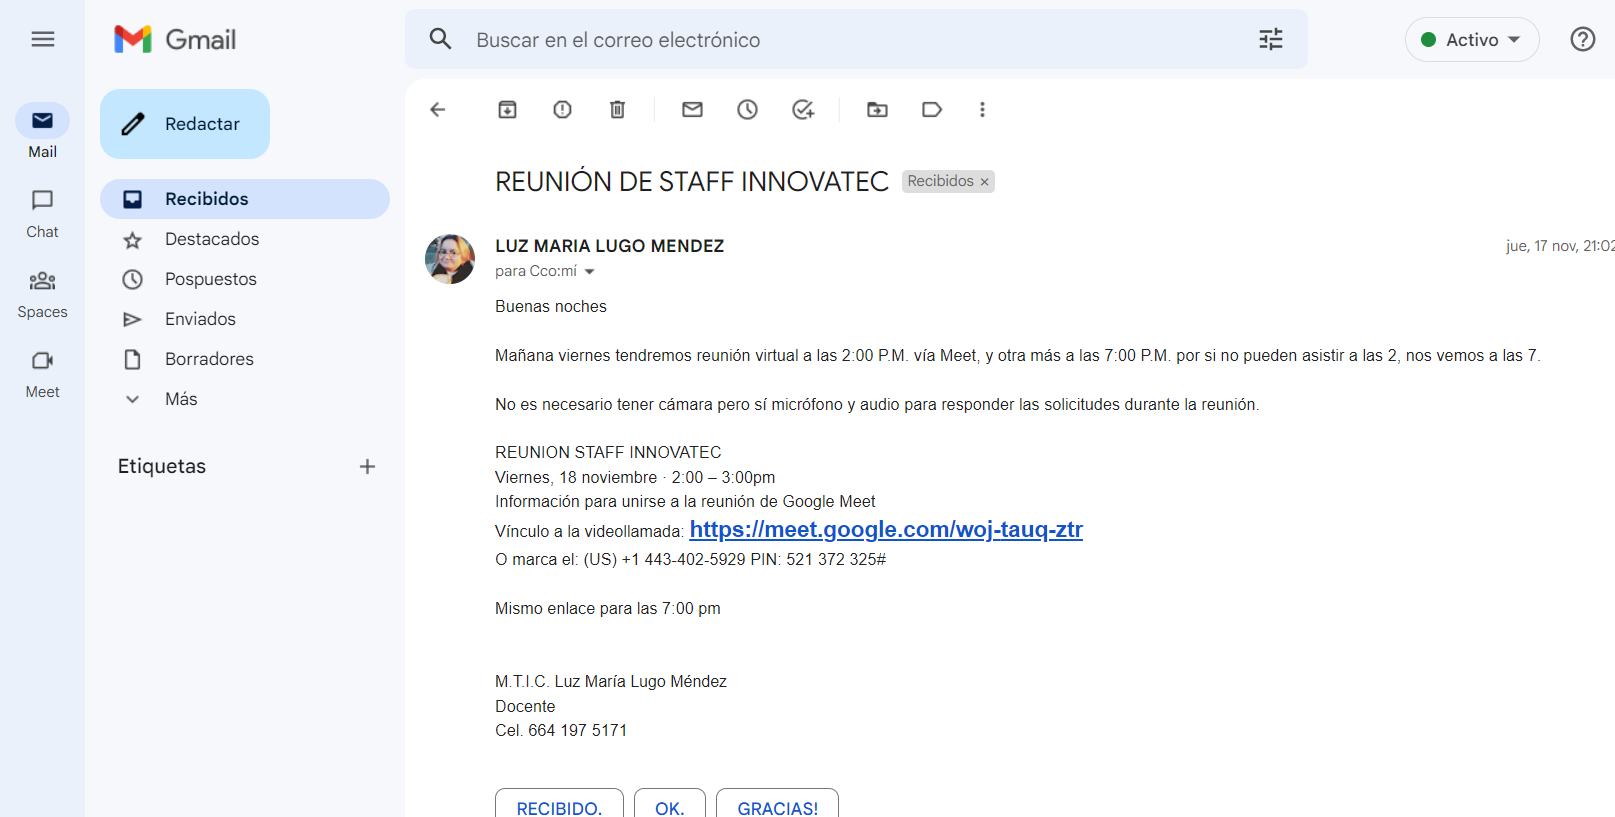 Gmail
Buscar en el correo electrónico
Activo
Mail
Chat
Spaces
Meet
Redactar
Recibidos
Destacados
Pospuestos
Enviados
Borradores
Más
Etiquetas
REUNIÓN DE STAFF INNOVATEC
Recibidos ×
LUZ MARIA LUGO MENDEZ
jue, 17 nov, 21:02
para Cco:mí
Buenas noches
Mañana viernes tendremos reunión virtual a las 2:00 P.M. vía Meet, y otra más a las 7:00 P.M. por si no pueden asistir a las 2, nos vemos a las 7.
No es necesario tener cámara pero sí micrófono y audio para responder las solicitudes durante la reunión.
REUNION STAFF INNOVATEC
Viernes, 18 noviembre · 2:00 – 3:00pm
Información para unirse a la reunión de Google Meet
Vínculo a la videollamada: https://meet.google.com/woj-tauq-ztr
O marca el: (US) +1 443-402-5929 PIN: 521 372 325#
Mismo enlace para las 7:00 pm
M.T.I.C. Luz María Lugo Méndez
Docente
Cel. 664 197 5171
RECIBIDO.
OK.
GRACIAS!